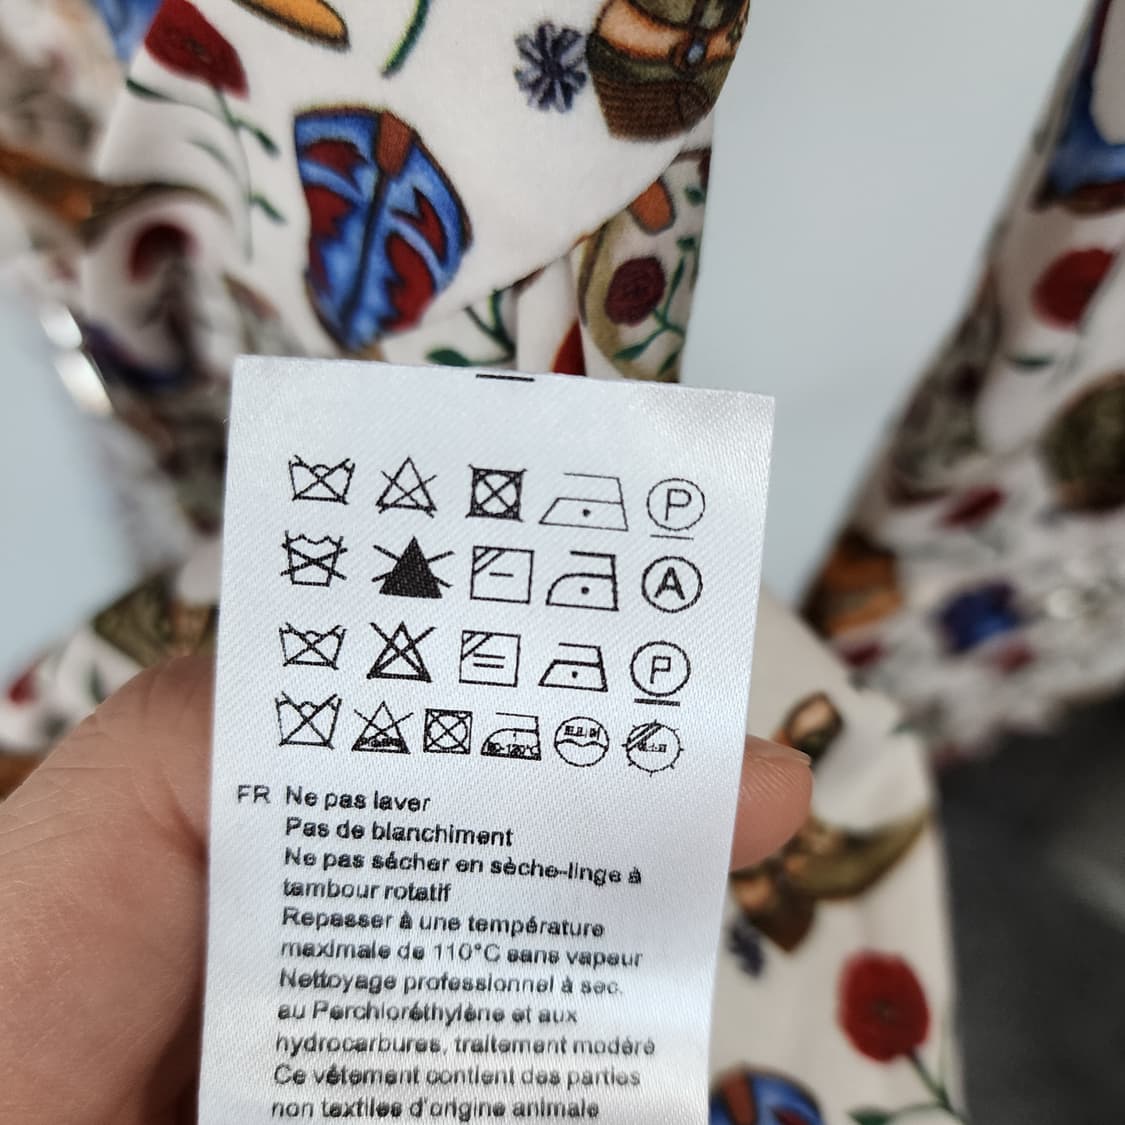 P
A
P
FR Ne pas laver
Pas de blanchiment
Ne pas sécher en sèche-linge à
tambour rotatif
Repasser à une température
maximale de 110°C sans vapeur
Nettoyage professionnel à sec.
au Perchloréthylène et aux
hydrocarbures, traitement modéré
Ce vêtement contient des parties
non textiles d'origine animale